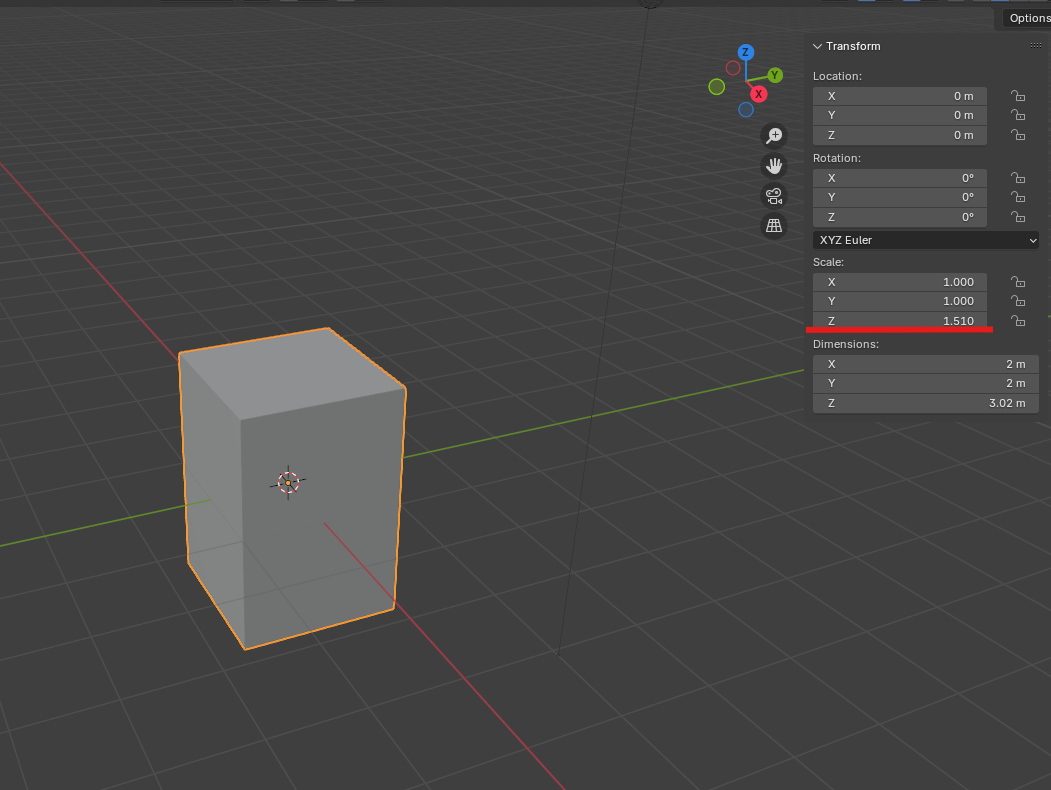 Options
Transform
Z
Y
X
Location:
X 0 m
Y 0 m
Z 0 m
Rotation:
X 0°
Y 0°
Z 0°
XYZ Euler
Scale:
X 1.000
Y 1.000
Z 1.510
Dimensions:
X 2 m
Y 2 m
Z 3.02 m